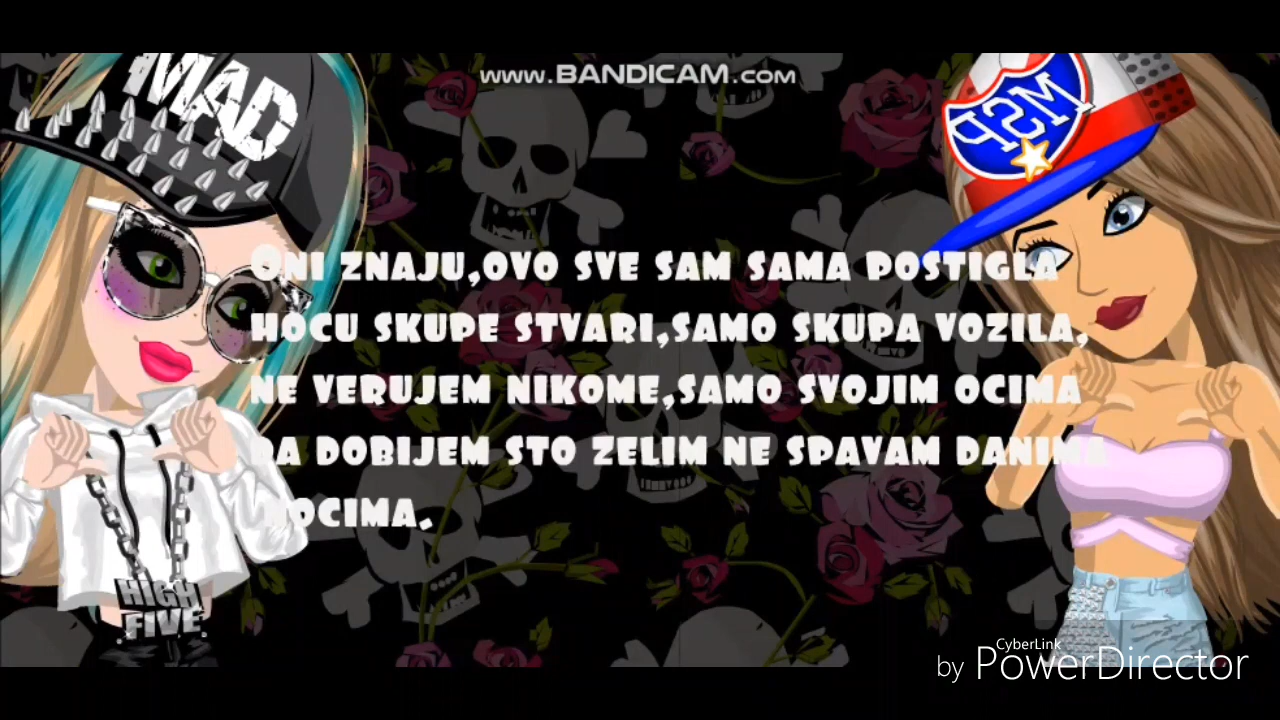 www.BANDICAM.com
MAD
MSP
Oni znaju,ovo sve sam sama postigla
hocu skupe stvari,samo skupa vozila,
ne verujem nikome,samo svojim ocima
da dobijem sto zelim ne spavam danima
nocima.
HIGH
FIVE
CyberLink
by PowerDirector